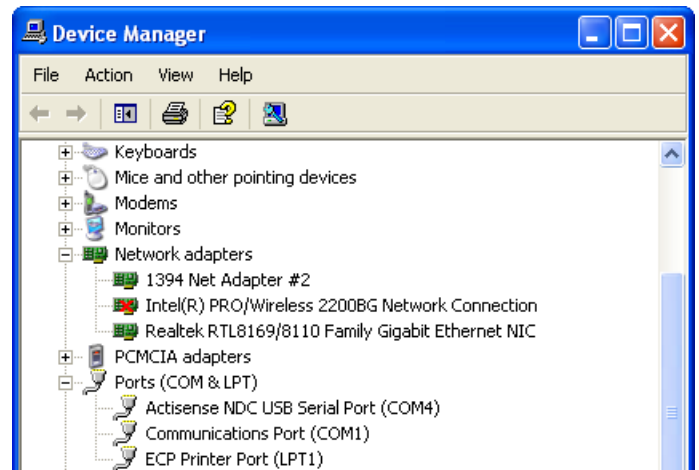 Device Manager
File Action View Help
Keyboards
Mice and other pointing devices
Modems
Monitors
Network adapters
1394 Net Adapter #2
Intel(R) PRO/Wireless 2200BG Network Connection
Realtek RTL8169/8110 Family Gigabit Ethernet NIC
PCMCIA adapters
Ports (COM & LPT)
Actisense NDC USB Serial Port (COM4)
Communications Port (COM1)
ECP Printer Port (LPT1)